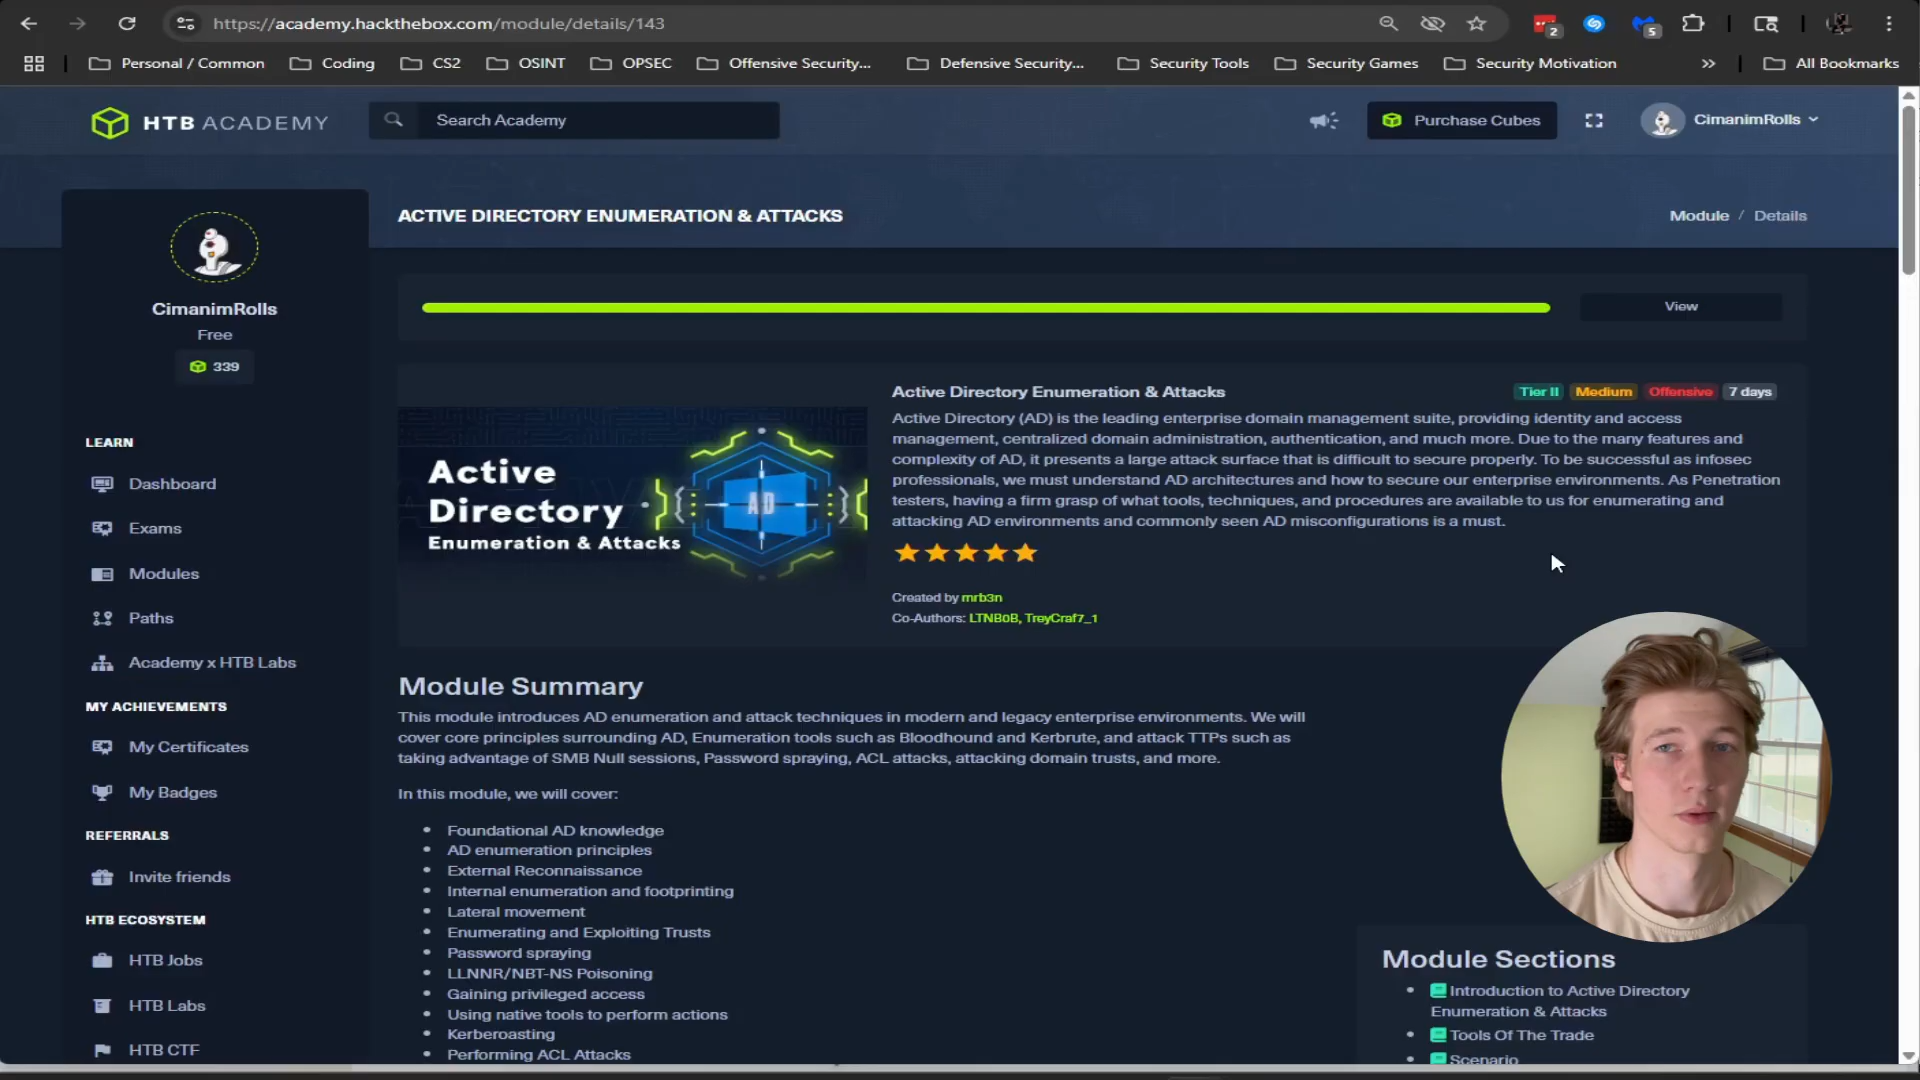 https://academy.hackthebox.com/module/details/143
2
5
Personal / Common
Coding
CS2
OSINT
OPSEC
Offensive Security...
Defensive Security...
Security Tools
Security Games
Security Motivation
»
All Bookmarks
HTB ACADEMY
Search Academy
Purchase Cubes
CimanimRolls
ACTIVE DIRECTORY ENUMERATION & ATTACKS
Module / Details
CimanimRolls
Free
339
View
LEARN
Dashboard
Exams
Modules
Paths
Academy x HTB Labs
MY ACHIEVEMENTS
My Certificates
My Badges
REFERRALS
Invite friends
HTB ECOSYSTEM
HTB Jobs
HTB Labs
HTB CTF
Active
Directory
Enumeration & Attacks
AD
Active Directory Enumeration & Attacks
Tier II
Medium
Offensive
7 days
Active Directory (AD) is the leading enterprise domain management suite, providing identity and access
management, centralized domain administration, authentication, and much more. Due to the many features and
complexity of AD, it presents a large attack surface that is difficult to secure properly. To be successful as infosec
professionals, we must understand AD architectures and how to secure our enterprise environments. As Penetration
testers, having a firm grasp of what tools, techniques, and procedures are available to us for enumerating and
attacking AD environments and commonly seen AD misconfigurations is a must.
Created by mrb3n
Co-Authors: LTNB0B, TreyCraf7_1
Module Summary
This module introduces AD enumeration and attack techniques in modern and legacy enterprise environments. We will
cover core principles surrounding AD, Enumeration tools such as Bloodhound and Kerbrute, and attack TTPs such as
taking advantage of SMB Null sessions, Password spraying, ACL attacks, attacking domain trusts, and more.
In this module, we will cover:
• Foundational AD knowledge
• AD enumeration principles
• External Reconnaissance
• Internal enumeration and footprinting
• Lateral movement
• Enumerating and Exploiting Trusts
• Password spraying
• LLNNR/NBT-NS Poisoning
• Gaining privileged access
• Using native tools to perform actions
• Kerberoasting
• Performing ACL Attacks
Module Sections
• Introduction to Active Directory
Enumeration & Attacks
• Tools Of The Trade
• Scenario